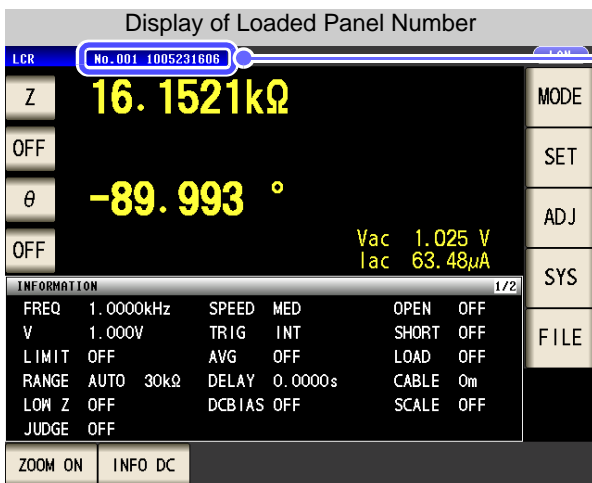 Display of Loaded Panel Number
LCR No.001 1005231606 LAN
Z 16.1521kΩ MODE
OFF SET
θ -89.993 ° ADJ
OFF Vac 1.025 V
Iac 63.48μA SYS
INFORMATION 1/2
FREQ 1.0000kHz SPEED MED OPEN OFF
V 1.000V TRIG INT SHORT OFF FILE
LIMIT OFF AVG OFF LOAD OFF
RANGE AUTO 30kΩ DELAY 0.0000s CABLE 0m
LOW Z OFF DCBIAS OFF SCALE OFF
JUDGE OFF
ZOOM ON INFO DC